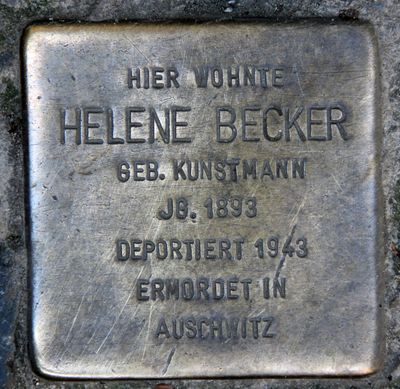 HIER WOHNTE
HELENE BECKER
GEB. KUNSTMANN
JG. 1893
DEPORTIERT 1943
ERMORDET IN
AUSCHWITZ